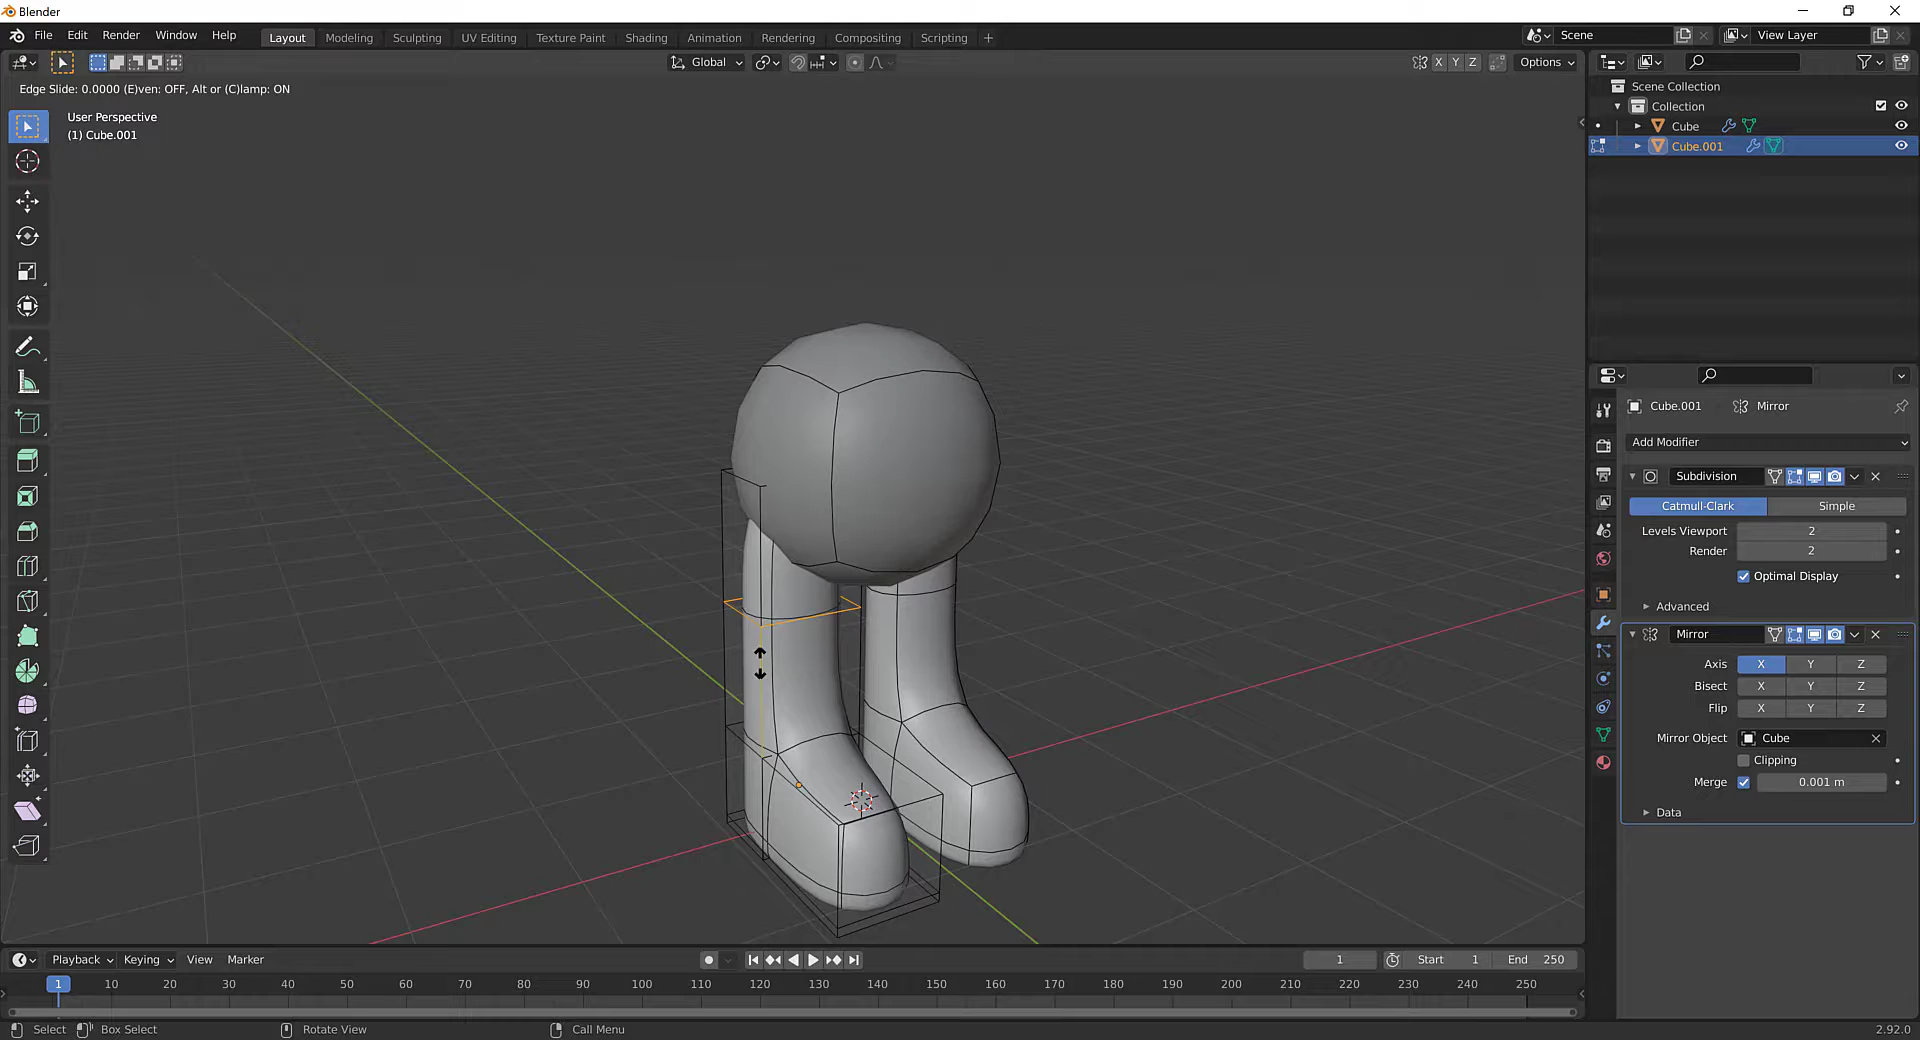 Blender
File Edit Render Window Help
Layout Modeling Sculpting UV Editing Texture Paint Shading Animation Rendering Compositing Scripting +
Scene
View Layer
Global
X Y Z
Options
Edge Slide: 0.0000 (E)ven: OFF, Alt or (C)lamp: ON
User Perspective
(1) Cube.001
Scene Collection
Collection
Cube
Cube.001
Cube.001 Mirror
Add Modifier
Subdivision
Catmull-Clark Simple
Levels Viewport 2
Render 2
Optimal Display
Advanced
Mirror
Axis X Y Z
Bisect X Y Z
Flip X Y Z
Mirror Object Cube
Clipping
Merge 0.001 m
Data
Playback Keying View Marker
1 Start 1 End 250
1 10 20 30 40 50 60 70 80 90 100 110 120 130 140 150 160 170 180 190 200 210 220 230 240 250
Select Box Select Rotate View Call Menu 2.92.0